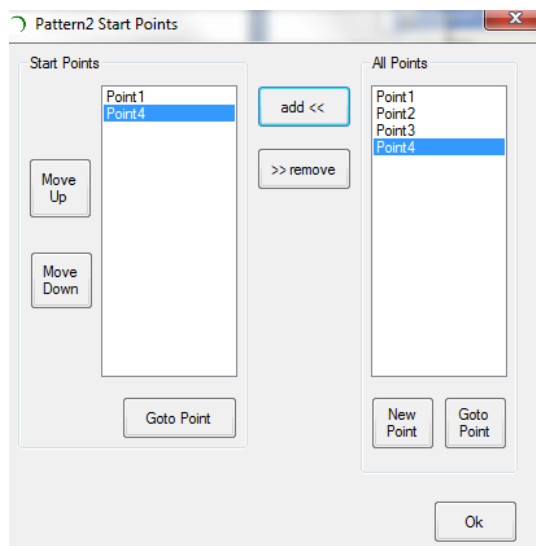 Pattern2 Start Points
x
Start Points
Point1
Point4
Move
Up
Move
Down
Goto Point
add <<
>> remove
All Points
Point1
Point2
Point3
Point4
New
Point
Goto
Point
Ok